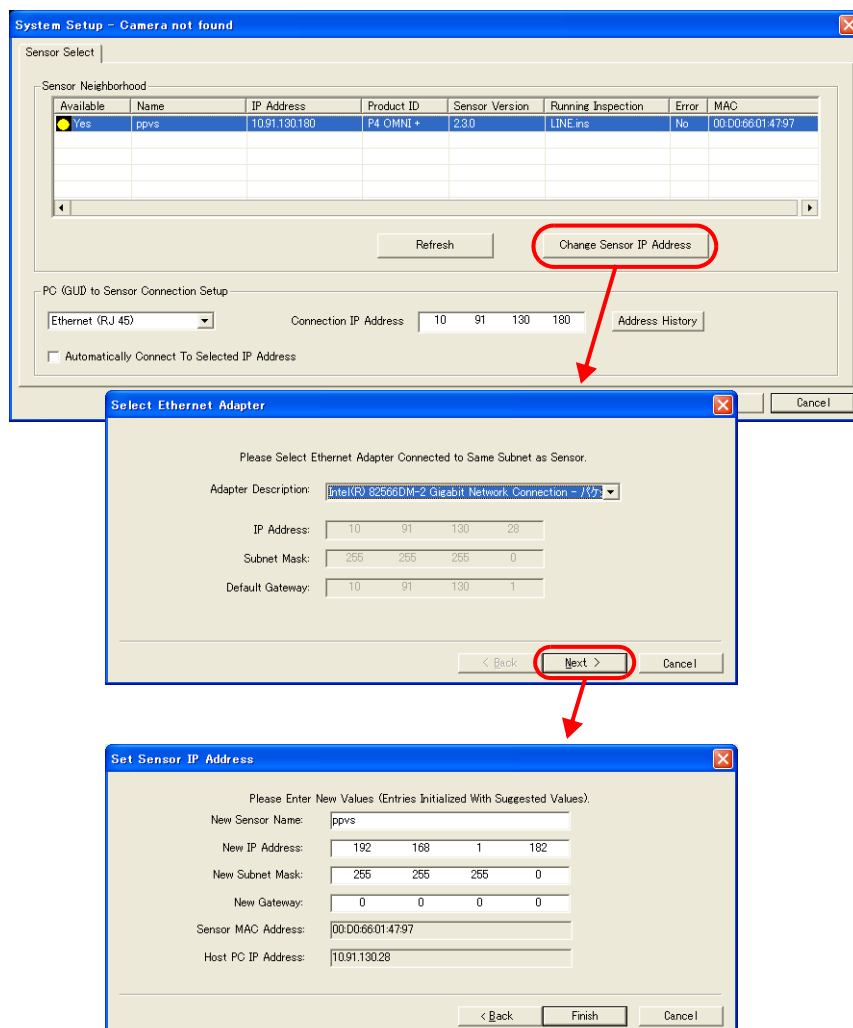 System Setup - Camera not found
Sensor Select
Sensor Neighborhood
Available Name IP Address Product ID Sensor Version Running Inspection Error MAC
Yes ppvs 10.91.130.180 P4 OMNI + 2.3.0 LINE.ins No 00:D0:66:01:47:97
Refresh Change Sensor IP Address
PC (GUI) to Sensor Connection Setup
Ethernet (RJ 45) Connection IP Address 10 91 130 180 Address History
Automatically Connect To Selected IP Address
Cancel
Select Ethernet Adapter
Please Select Ethernet Adapter Connected to Same Subnet as Sensor.
Adapter Description: Intel(R) 82566DM-2 Gigabit Network Connection - パケ
IP Address: 10 91 130 28
Subnet Mask: 255 255 255 0
Default Gateway: 10 91 130 1
< Back Next > Cancel
Set Sensor IP Address
Please Enter New Values (Entries Initialized With Suggested Values).
New Sensor Name: ppvs
New IP Address: 192 168 1 182
New Subnet Mask: 255 255 255 0
New Gateway: 0 0 0 0
Sensor MAC Address: 00:D0:66:01:47:97
Host PC IP Address: 10.91.130.28
< Back Finish Cancel